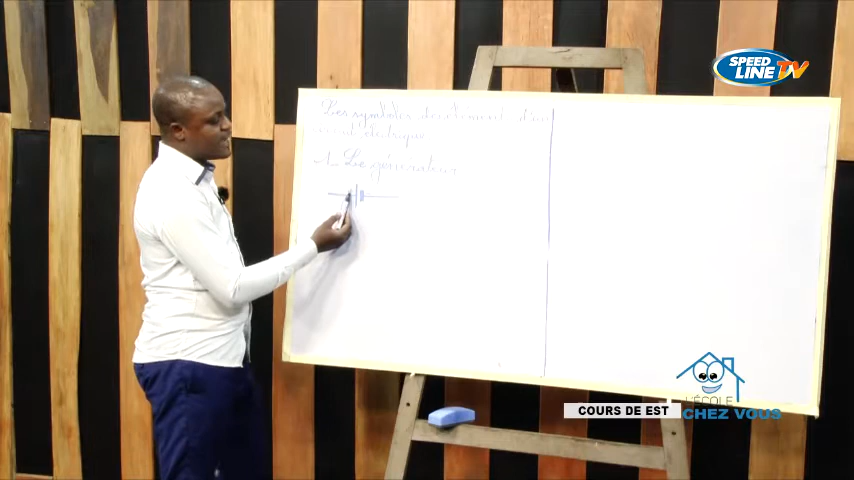 Les symboles des éléments d'un
circuit électrique
1- Le générateur
SPEED
LINE TV
L'ÉCOLE
CHEZ VOUS
COURS DE EST